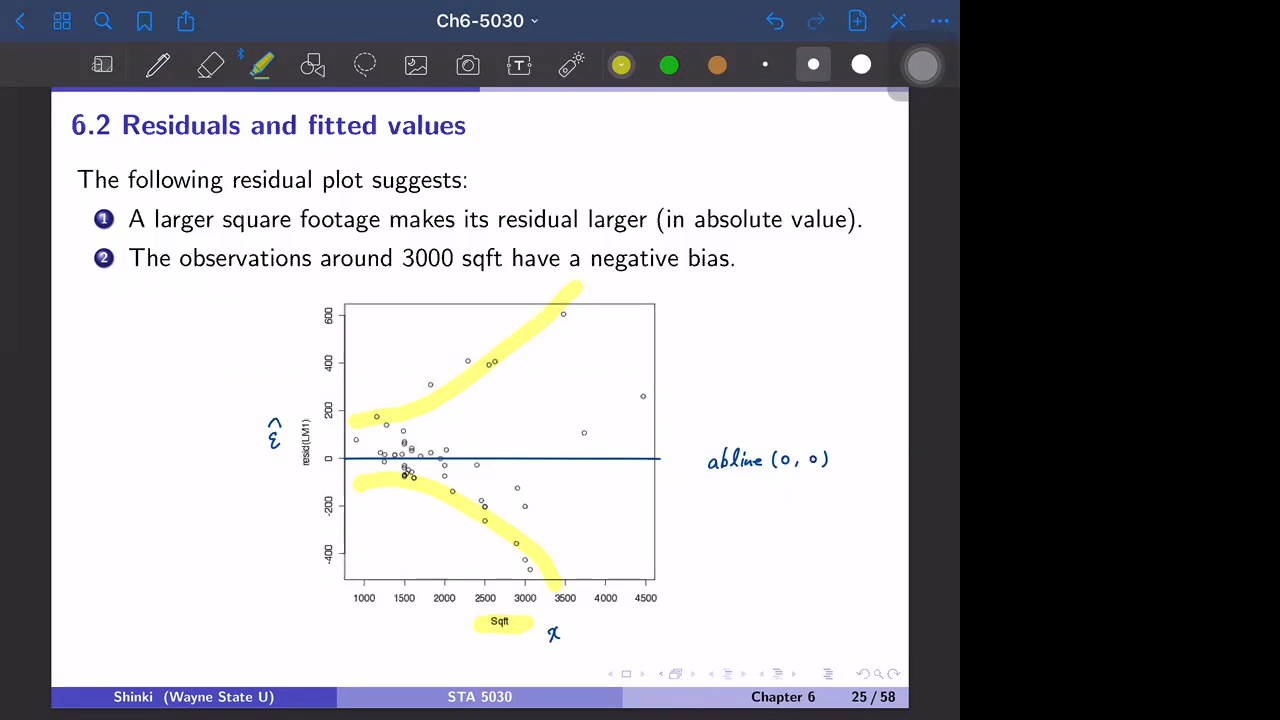 Ch6-5030
6.2 Residuals and fitted values
The following residual plot suggests:
1 A larger square footage makes its residual larger (in absolute value).
2 The observations around 3000 sqft have a negative bias.
600
400
200
0
-200
-400
resid(LM1)
ε̂
abline (0, 0)
1000 1500 2000 2500 3000 3500 4000 4500
Sqft
x
Shinki (Wayne State U) STA 5030 Chapter 6 25 / 58